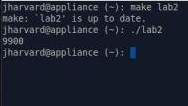 jharvard@appliance (~): make lab2
make: `lab2' is up to date.
jharvard@appliance (~): ./lab2
9900
jharvard@appliance (~):